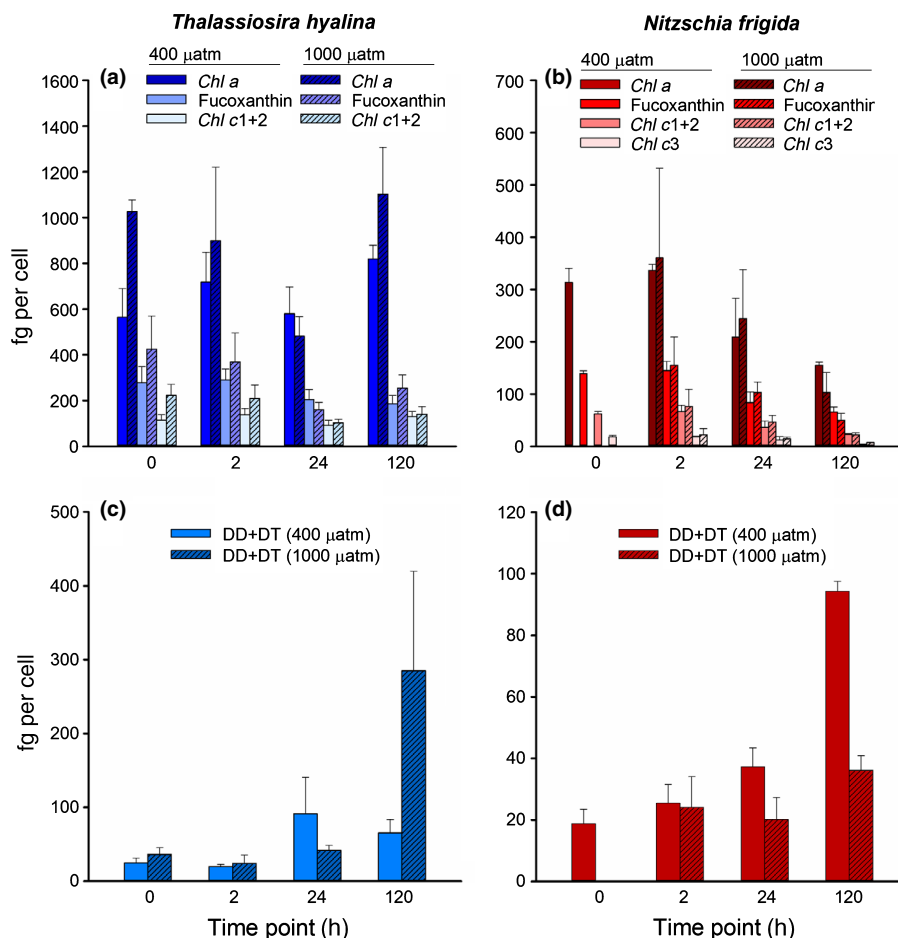 Thalassiosira hyalina
Nitzschia frigida
(a)
400 µatm
1000 µatm
Chl a
Chl a
Fucoxanthin
Fucoxanthin
Chl c1+2
Chl c1+2
1600
1400
1200
1000
800
600
400
200
0
fg per cell
0
2
24
120
(b)
400 µatm
1000 µatm
Chl a
Chl a
Fucoxanthin
Fucoxanthin
Chl c1+2
Chl c1+2
Chl c3
Chl c3
700
600
500
400
300
200
100
0
0
2
24
120
(c)
DD+DT (400 µatm)
DD+DT (1000 µatm)
500
400
300
200
100
0
fg per cell
0
2
24
120
Time point (h)
(d)
DD+DT (400 µatm)
DD+DT (1000 µatm)
120
100
80
60
40
20
0
0
2
24
120
Time point (h)